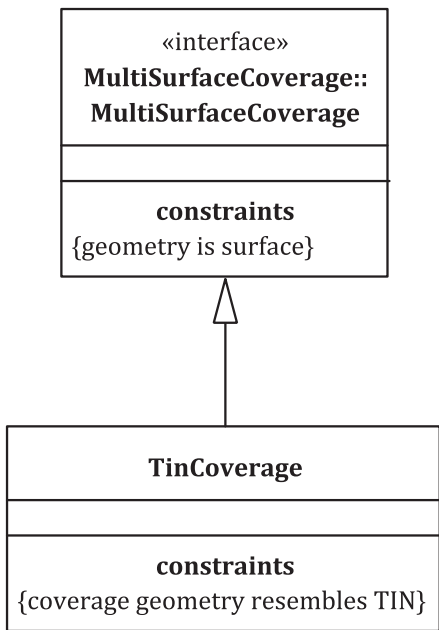 «interface»
MultiSurfaceCoverage::
MultiSurfaceCoverage
constraints
{geometry is surface}
TinCoverage
constraints
{coverage geometry resembles TIN}